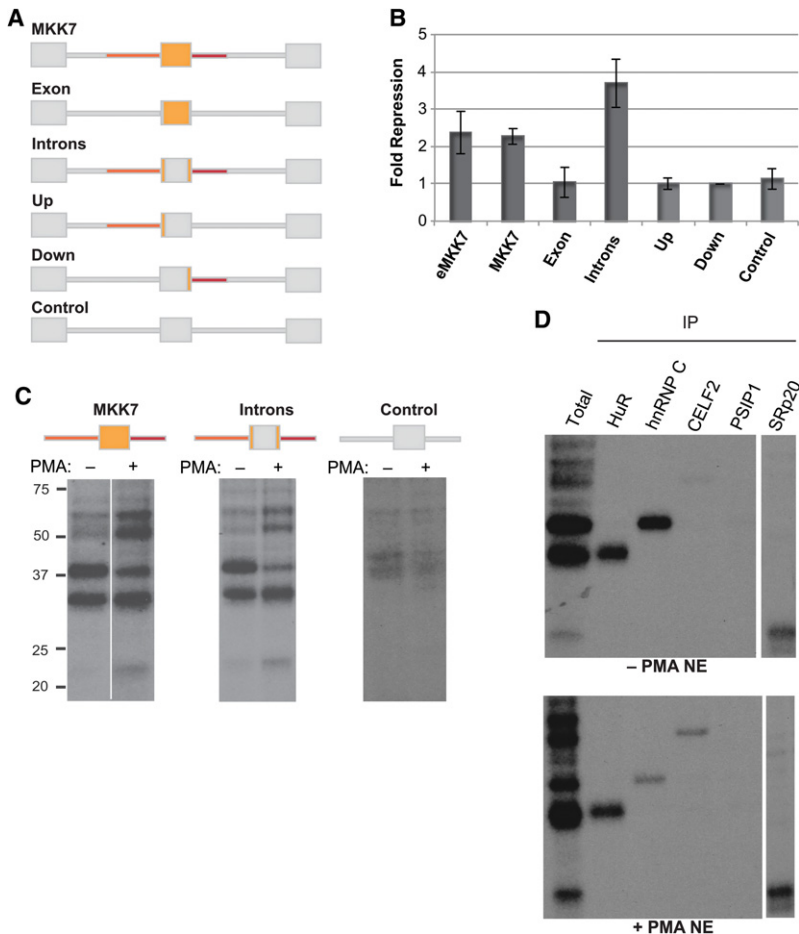 A
MKK7
Exon
Introns
Up
Down
Control
B
Fold Repression
5
4
3
2
1
0
eMKK7
MKK7
Exon
Introns
Up
Down
Control
C
MKK7
Introns
Control
PMA: – +
PMA: – +
PMA: – +
75
50
37
25
20
D
IP
Total
HuR
hnRNP C
CELF2
PSIP1
SRp20
– PMA NE
+ PMA NE